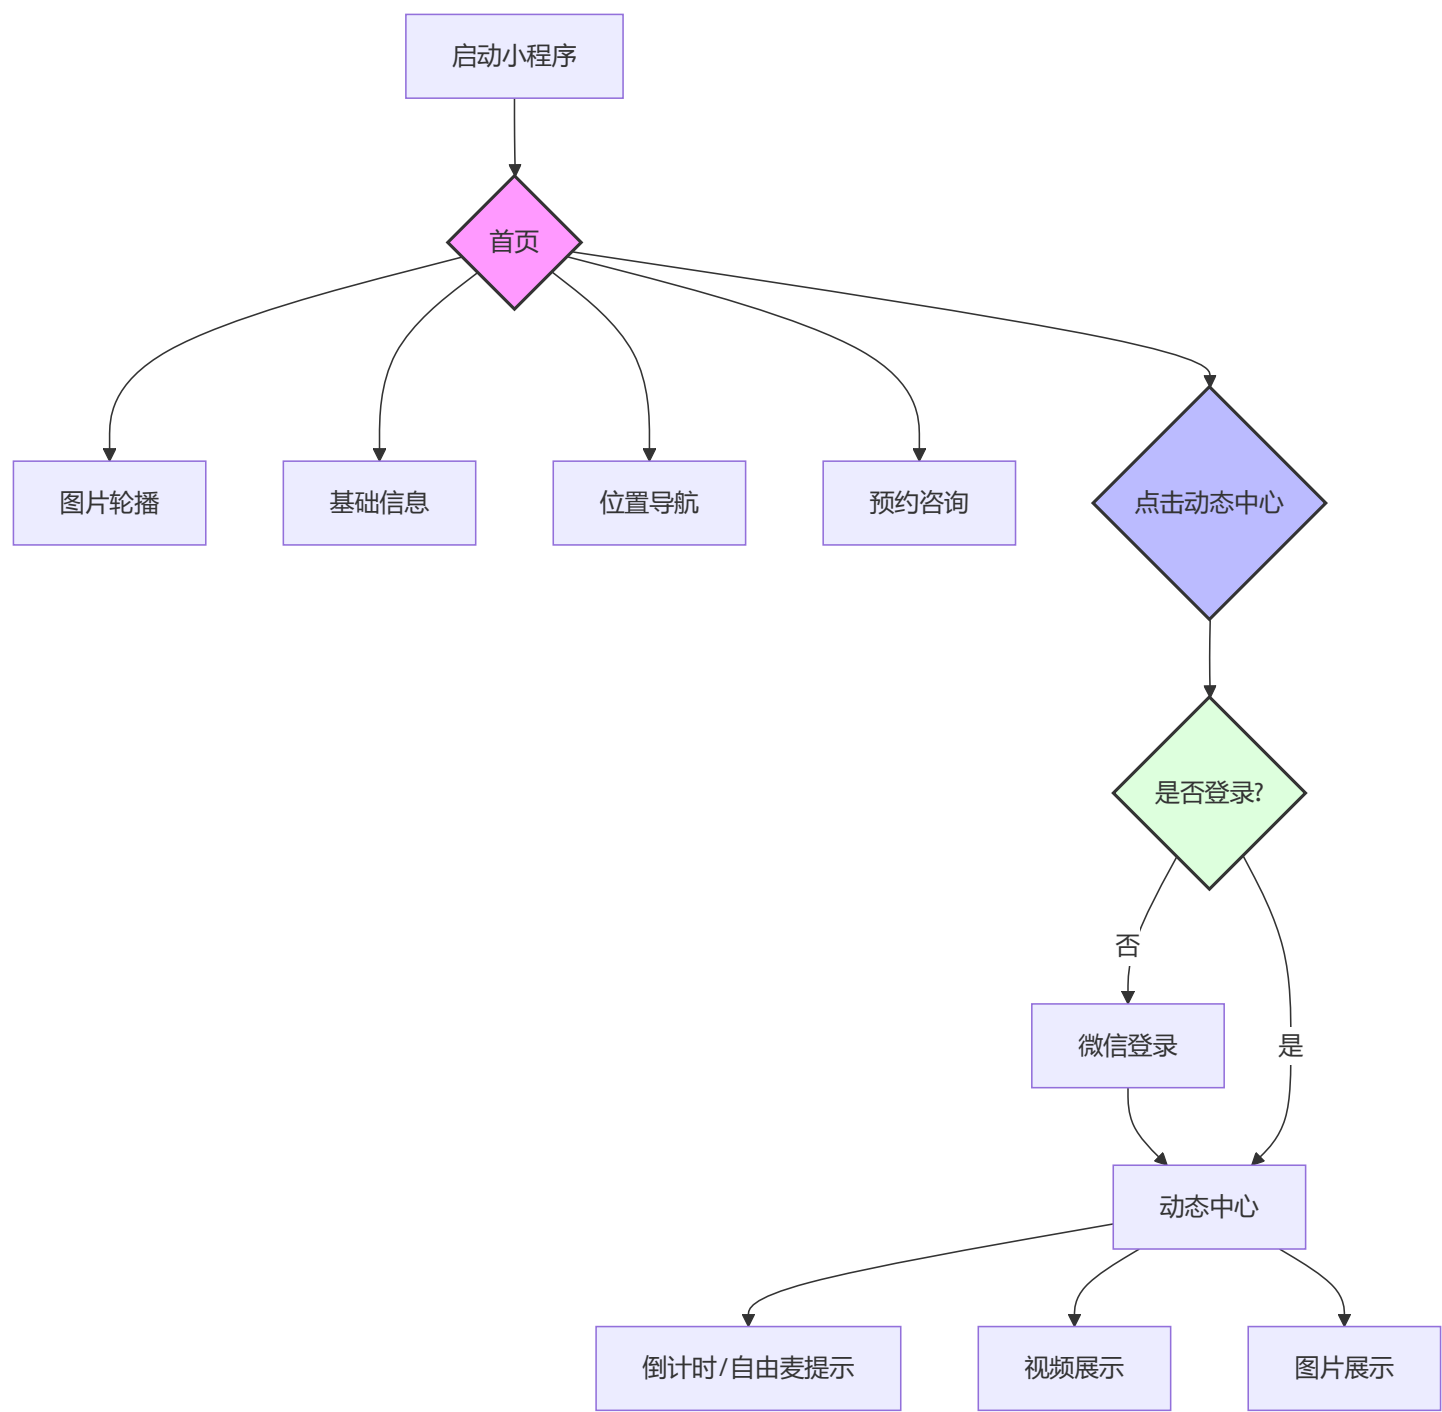 启动小程序
首页
图片轮播
基础信息
位置导航
预约咨询
点击动态中心
是否登录?
否
微信登录
是
动态中心
倒计时/自由麦提示
视频展示
图片展示